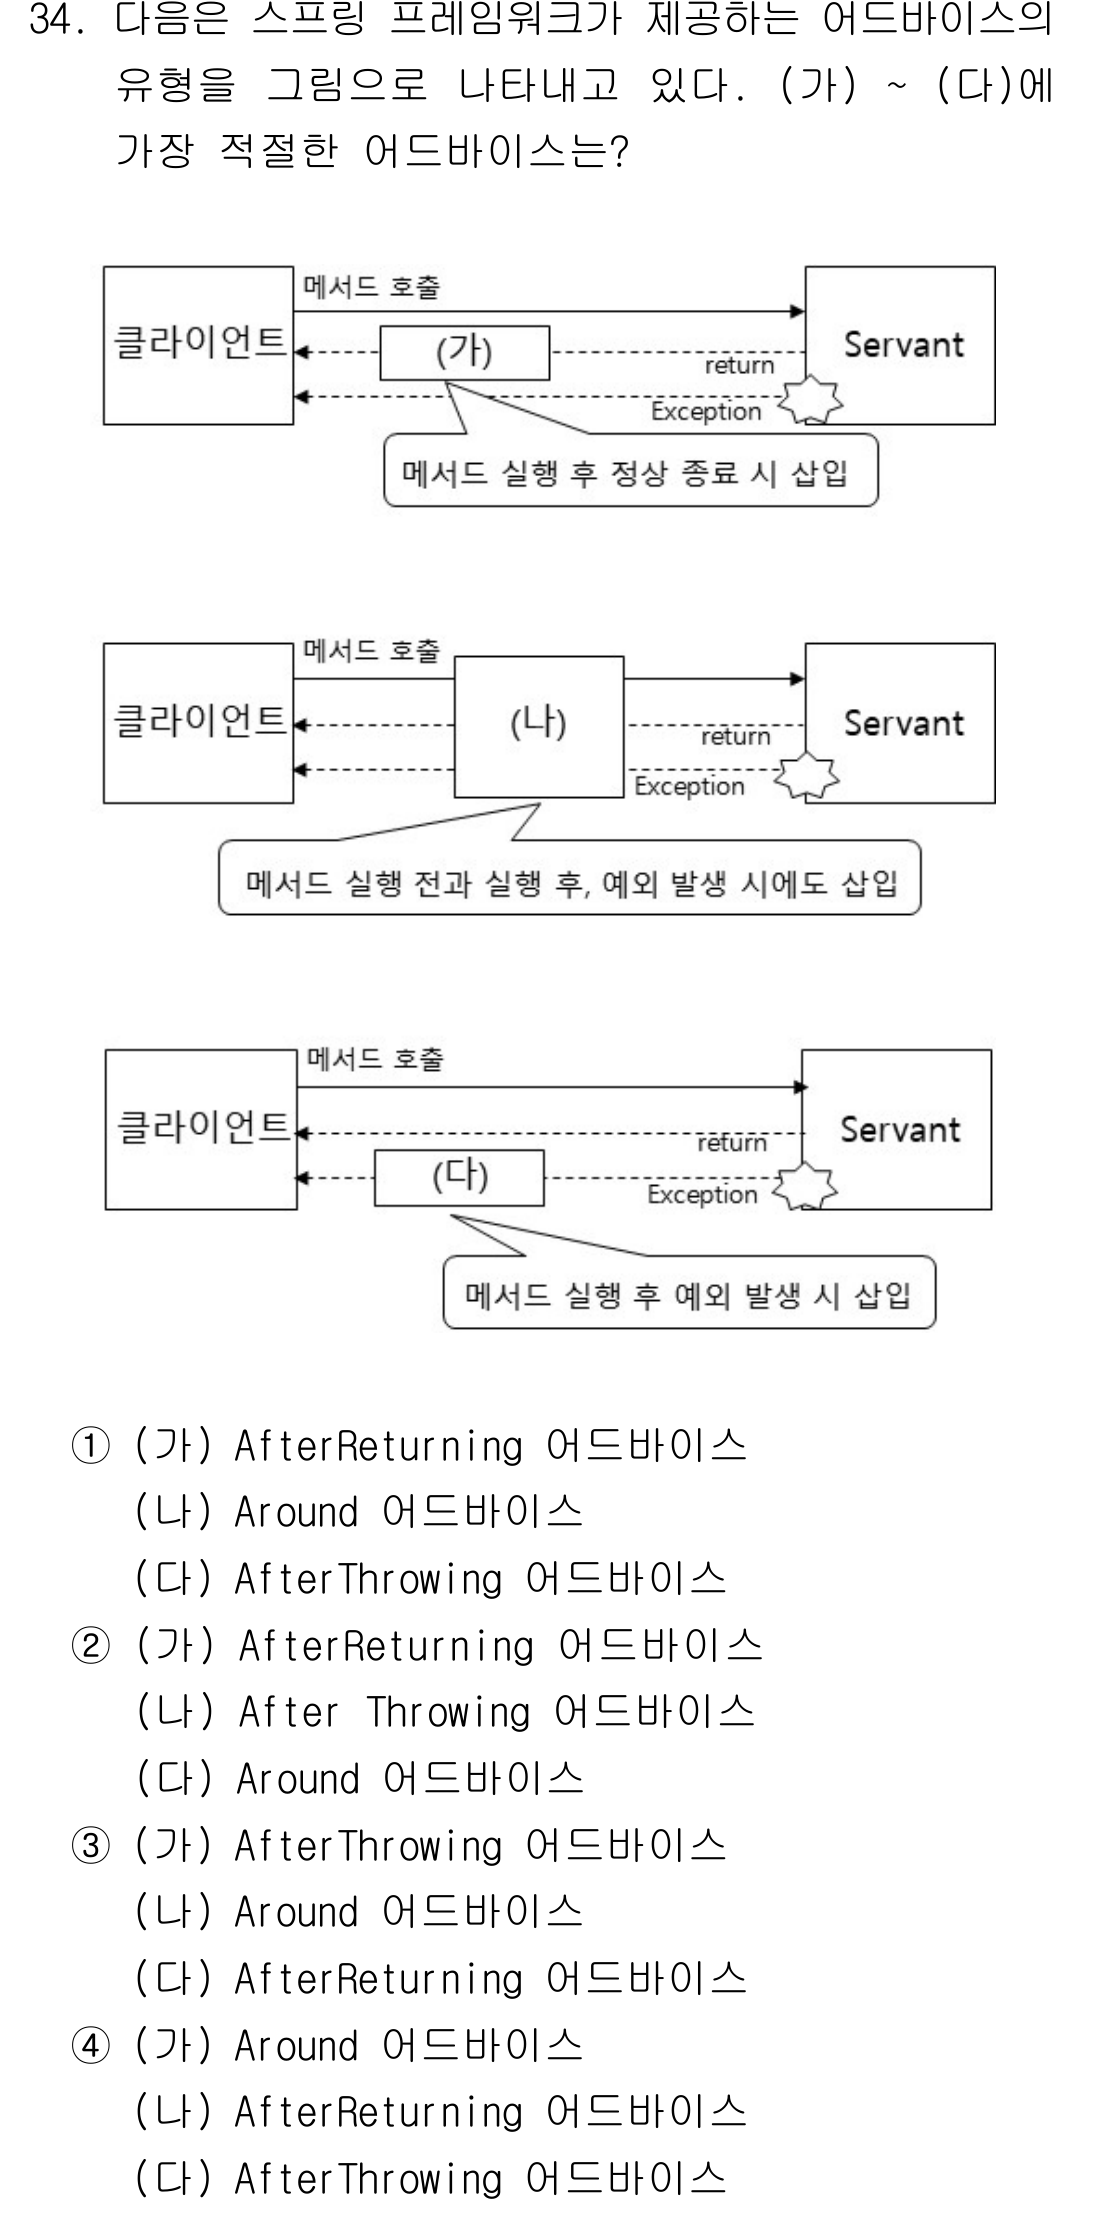 34. 다음은 스프링 프레임워크가 제공하는 어드바이스의
유형을 그림으로 나타내고 있다. (가) ~ (다)에
가장 적절한 어드바이스는?
메서드 호출
클라이언트
(가)
return
Servant
Exception
메서드 실행 후 정상 종료 시 삽입
메서드 호출
클라이언트
(나)
return
Servant
Exception
메서드 실행 전과 실행 후, 예외 발생 시에도 삽입
메서드 호출
클라이언트
return
Servant
(다)
Exception
메서드 실행 후 예외 발생 시 삽입
① (가) AfterReturning 어드바이스
(나) Around 어드바이스
(다) AfterThrowing 어드바이스
② (가) AfterReturning 어드바이스
(나) After Throwing 어드바이스
(다) Around 어드바이스
③ (가) AfterThrowing 어드바이스
(나) Around 어드바이스
(다) AfterReturning 어드바이스
④ (가) Around 어드바이스
(나) AfterReturning 어드바이스
(다) AfterThrowing 어드바이스